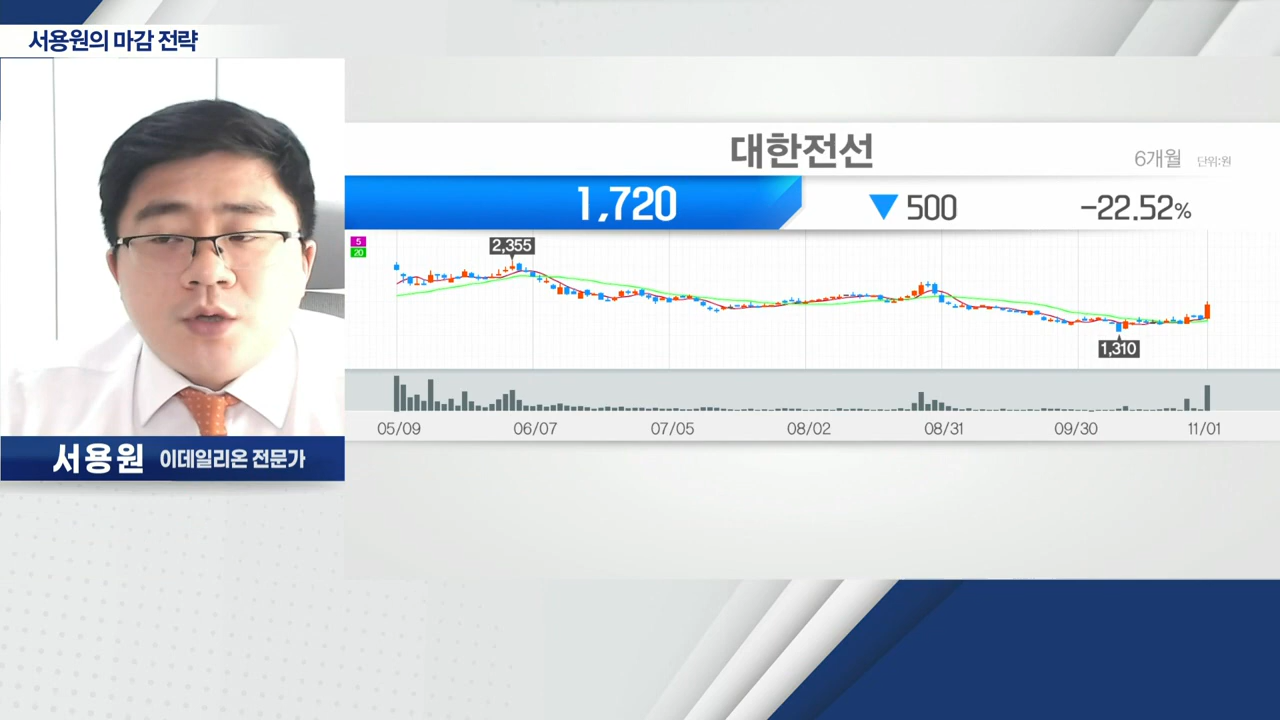 서용원의 마감 전략
대한전선
6개월 단위:원
1,720 ▼500 -22.52%
5
20
2,355
1,310
05/09 06/07 07/05 08/02 08/31 09/30 11/01
서용원 이데일리온 전문가